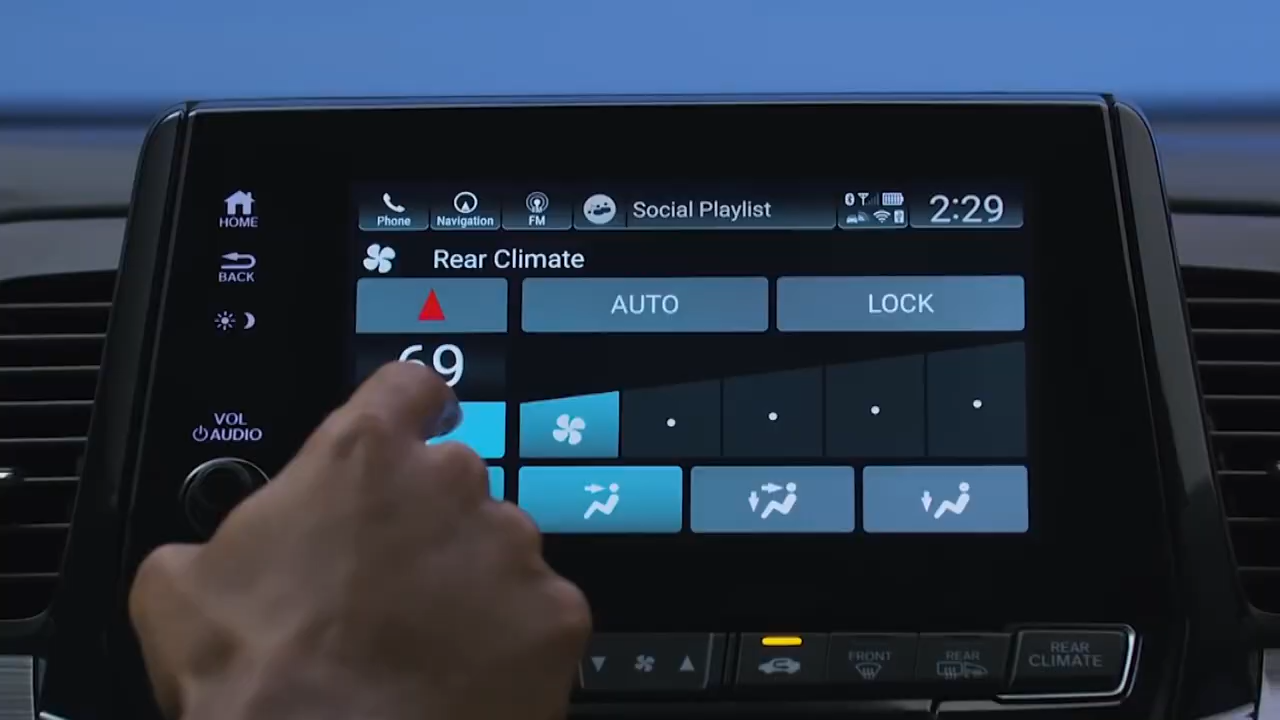 HOME
BACK
VOL
AUDIO
Phone
Navigation
FM
Social Playlist
2:29
Rear Climate
AUTO
LOCK
69
FRONT
REAR
REAR
CLIMATE